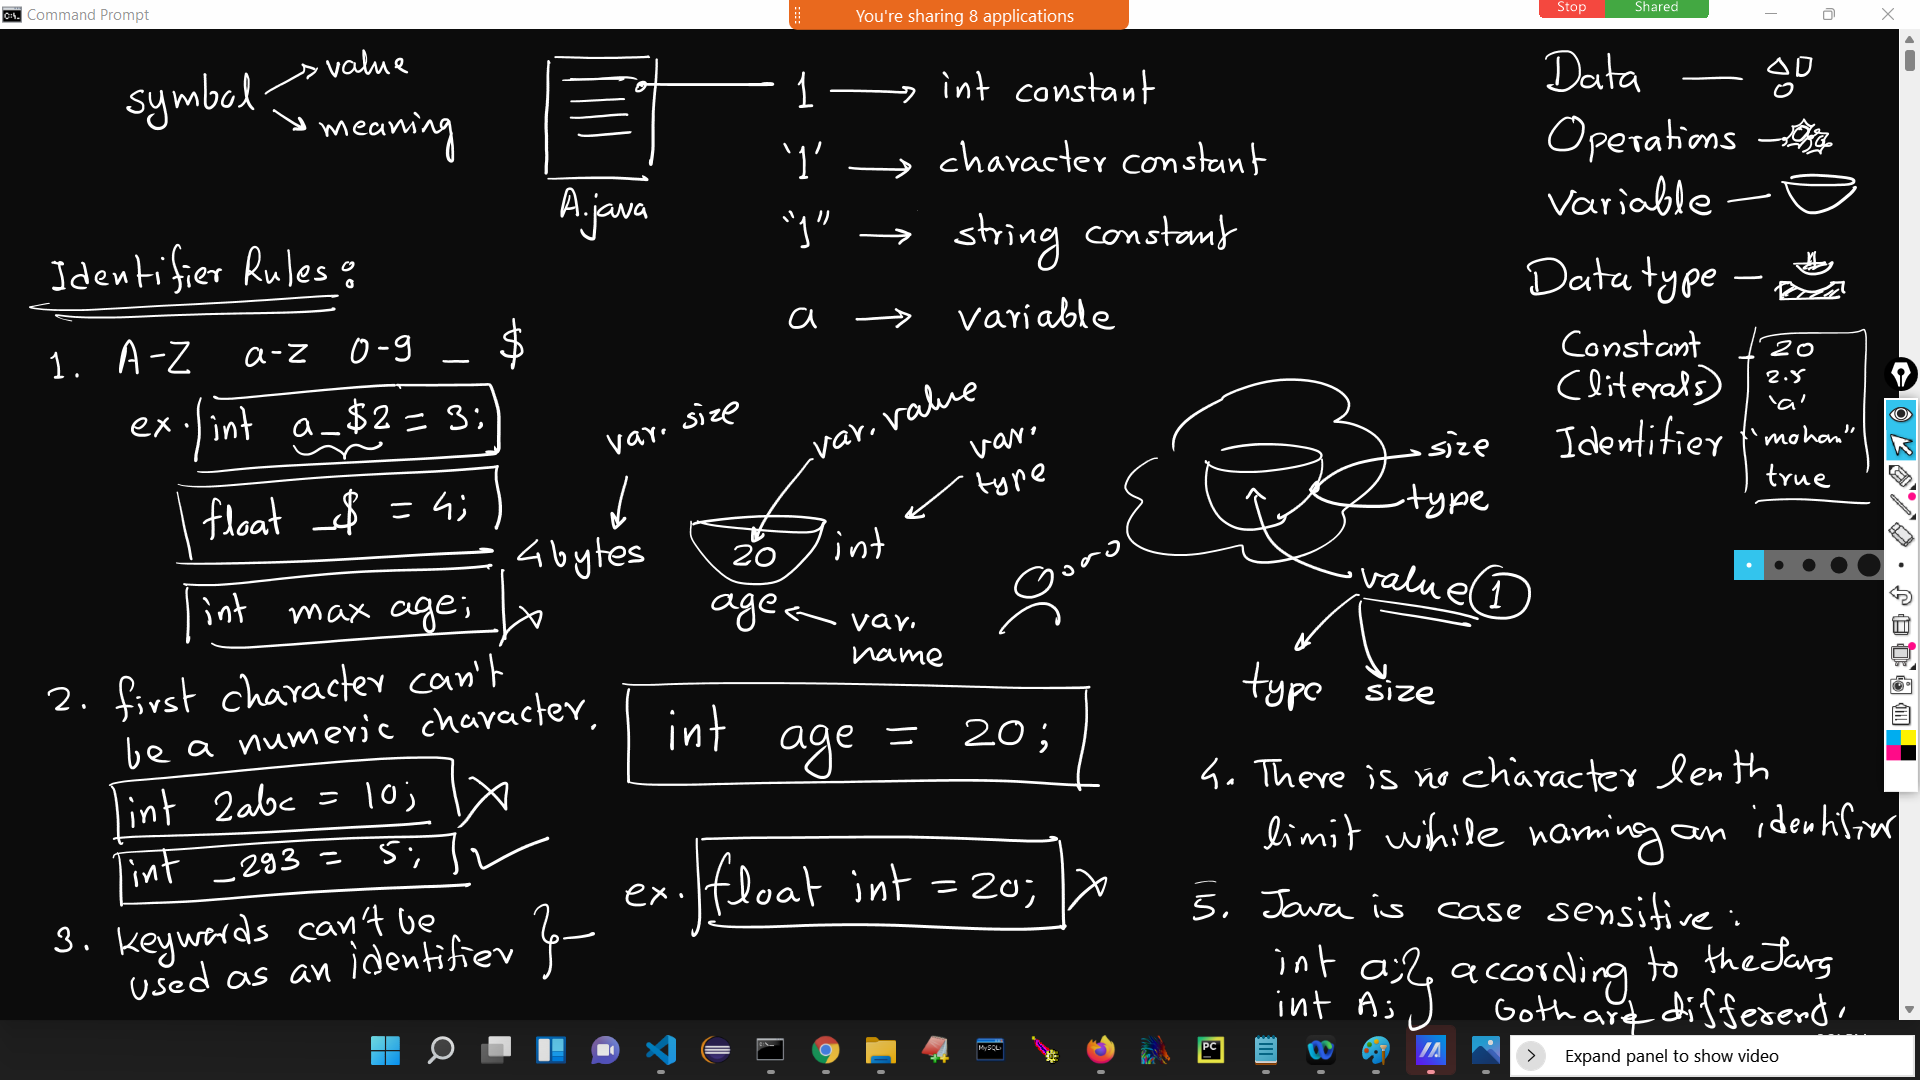 Command Prompt
You're sharing 8 applications
Stop Shared
symbol
value
meaning
A.java
1 → int constant
'1' → character constant
"1" → string constant
a → variable
Data —
Operations —
Variable —
Data type —
Constant
(literals)
Identifier
20
2.5
'a'
"mohan"
true
Identifier Rules:
1. A-Z a-z 0-9 _ $
ex. int a_$2 = 3;
float _$ = 4;
int max age; X
2. first character can't
be a numeric character.
int 2abc = 10; X
int _293 = 5; ✓
3. Keywords can't be
used as an identifier } —
var. size
4 bytes
var. value
var.
type
20
int
age
var.
name
int age = 20;
ex. float int = 20; X
size
type
value 1
type size
4. There is no character lenth
limit while naming an identifier
5. Java is case sensitive:
int a; } according to the Java
int A; both are different.
MySQL
PC
Expand panel to show video